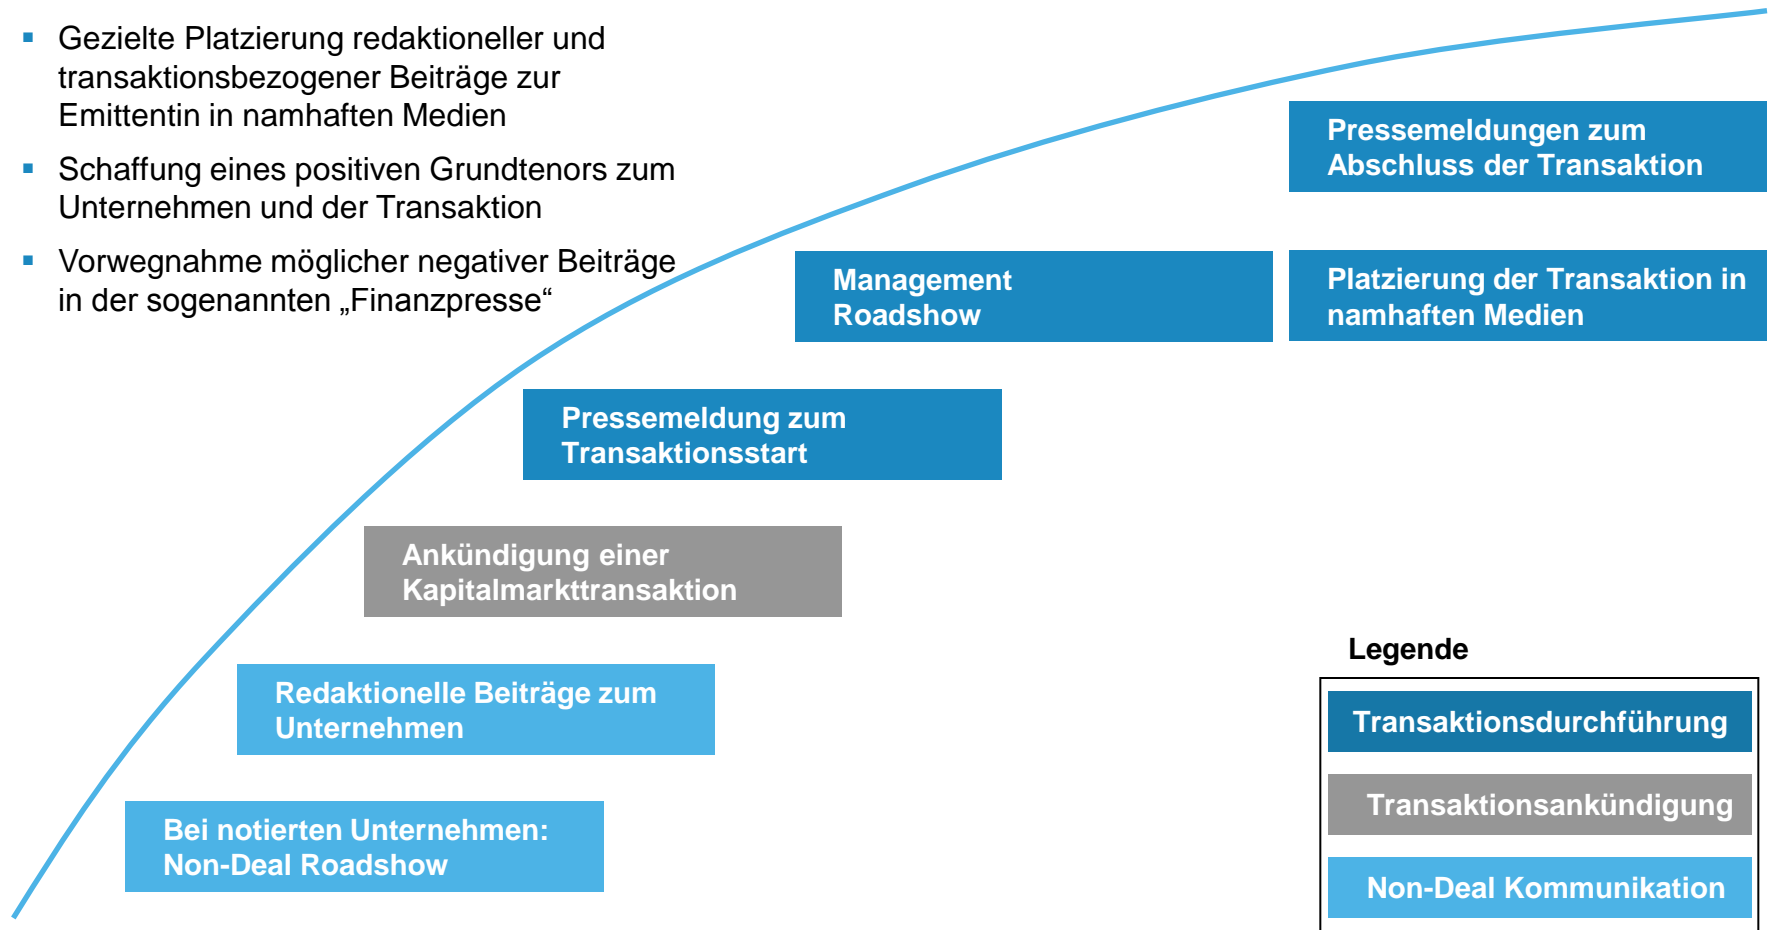 Gezielte Platzierung redaktioneller und
transaktionsbezogener Beiträge zur
Emittentin in namhaften Medien
Schaffung eines positiven Grundtenors zum
Unternehmen und der Transaktion
Vorwegnahme möglicher negativer Beiträge
in der sogenannten „Finanzpresse“
Pressemeldungen zum
Abschluss der Transaktion
Management
Roadshow
Platzierung der Transaktion in
namhaften Medien
Pressemeldung zum
Transaktionsstart
Ankündigung einer
Kapitalmarkttransaktion
Redaktionelle Beiträge zum
Unternehmen
Bei notierten Unternehmen:
Non-Deal Roadshow
Legende
Transaktionsdurchführung
Transaktionsankündigung
Non-Deal Kommunikation